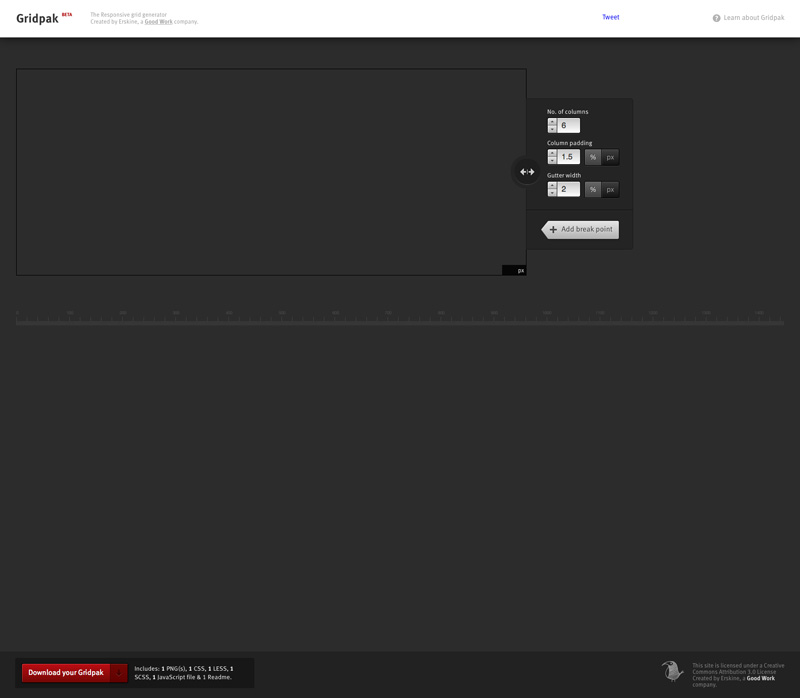 Gridpak BETA
The Responsive grid generator
Created by Erskine, a Good Work company.
Tweet
? Learn about Gridpak
No. of columns
6
Column padding
1.5 % px
Gutter width
2 % px
+ Add break point
px
0 100 200 300 400 500 600 700 800 900 1000 1100 1200 1300 1400
Download your Gridpak
Includes: 1 PNG(s), 1 CSS, 1 LESS, 1
SCSS, 1 JavaScript file & 1 Readme.
This site is licensed under a Creative
Commons Attribution 3.0 License
Created by Erskine, a Good Work
company.